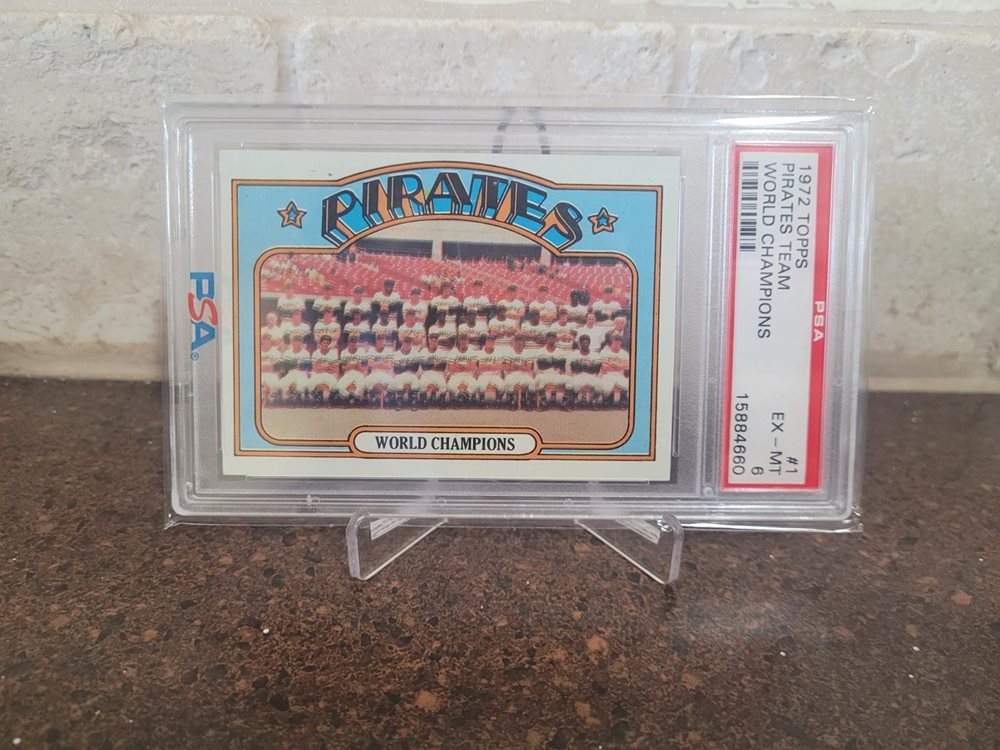 PIRATES
WORLD CHAMPIONS
PSA
PSA
1972 TOPPS
PIRATES TEAM
WORLD CHAMPIONS
#1
EX - MT
6
15884660